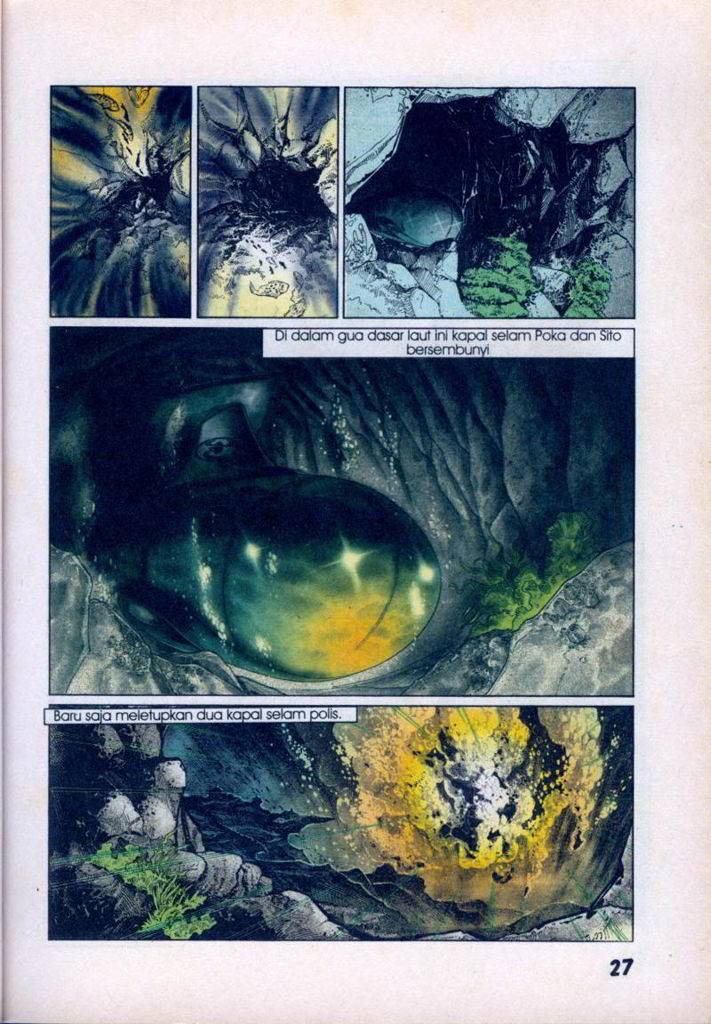 Di dalam gua dasar laut ini kapal selam Poka dan Sito
bersembunyi
Baru saja meletupkan dua kapal selam polis.
27